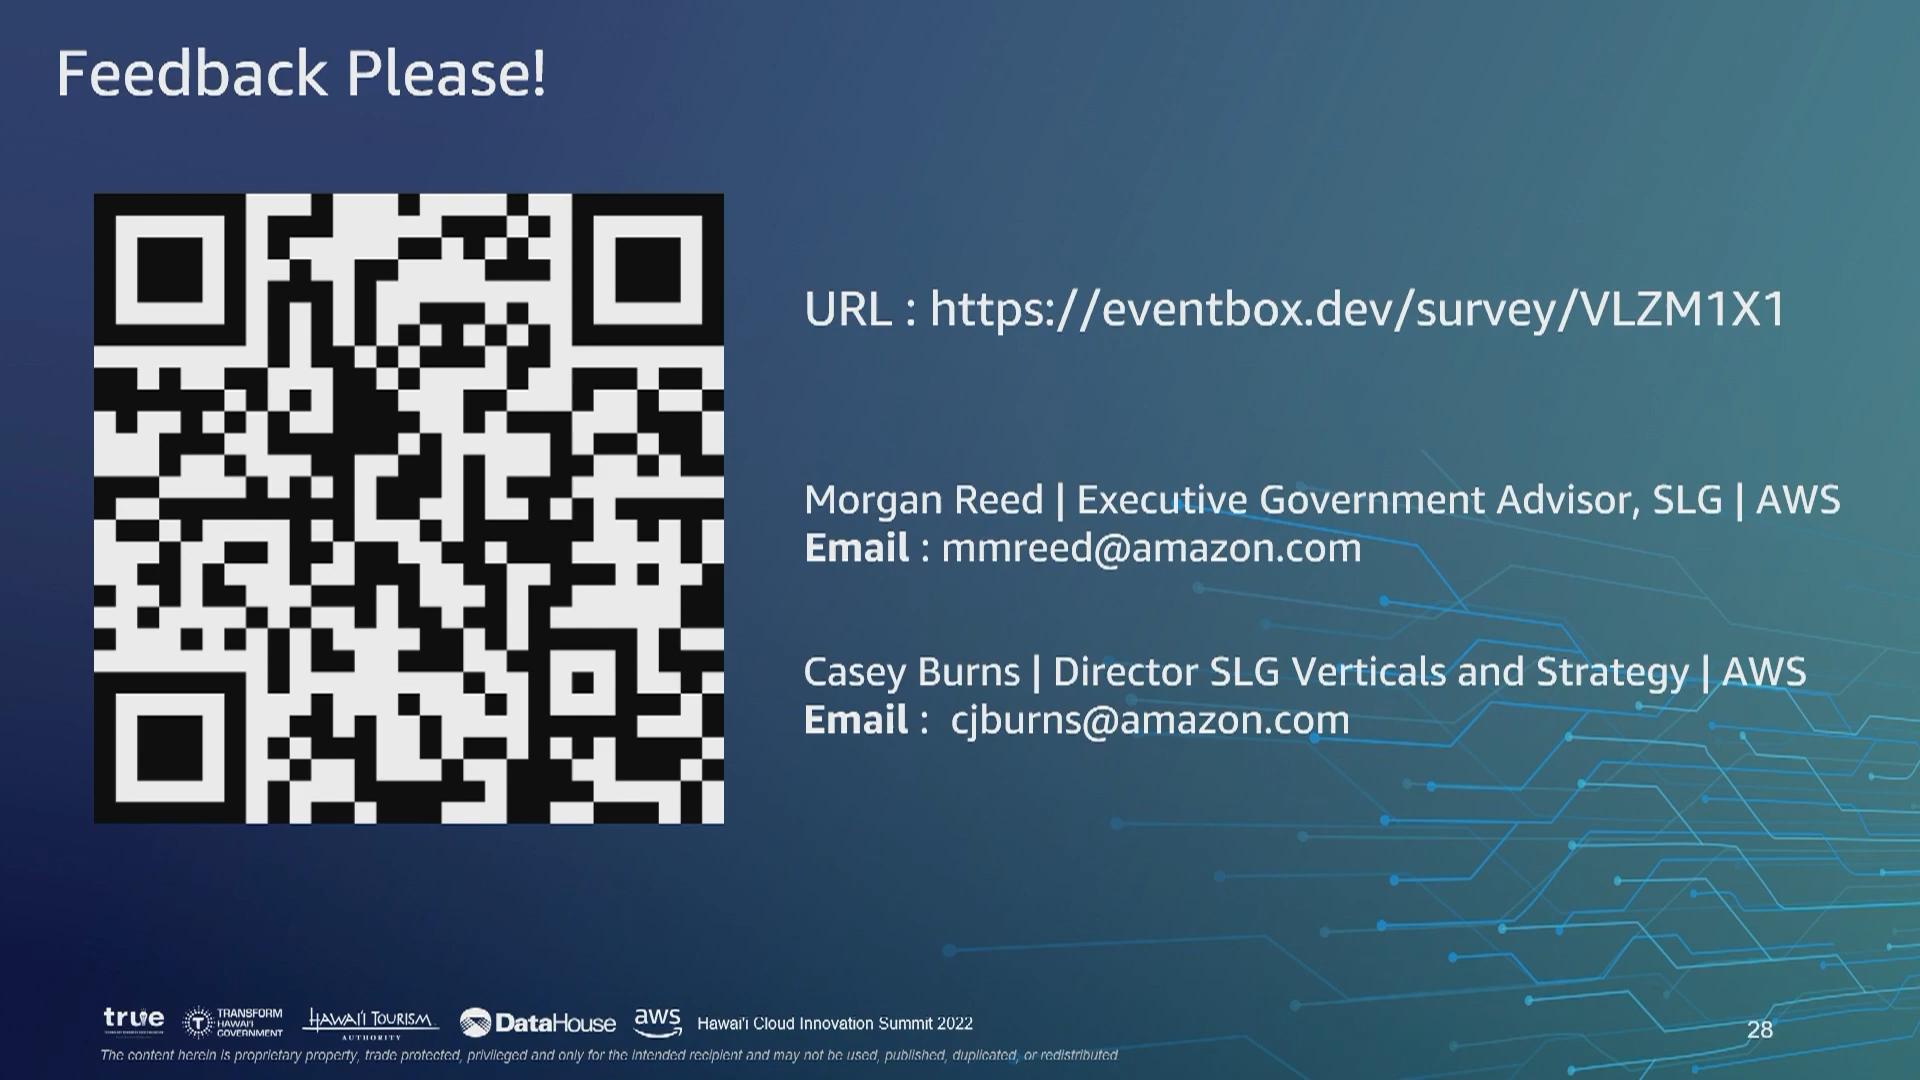 Feedback Please!
URL : https://eventbox.dev/survey/VLZM1X1
Morgan Reed | Executive Government Advisor, SLG | AWS
Email : mmreed@amazon.com
Casey Burns | Director SLG Verticals and Strategy | AWS
Email :  cjburns@amazon.com
true
TRANSFORM
HAWAI'I
GOVERNMENT
HAWAI'I TOURISM
AUTHORITY
DataHouse
aws
Hawai'i Cloud Innovation Summit 2022
28
The content herein is proprietary property, trade protected, privileged and only for the intended recipient and may not be used, published, duplicated, or redistributed